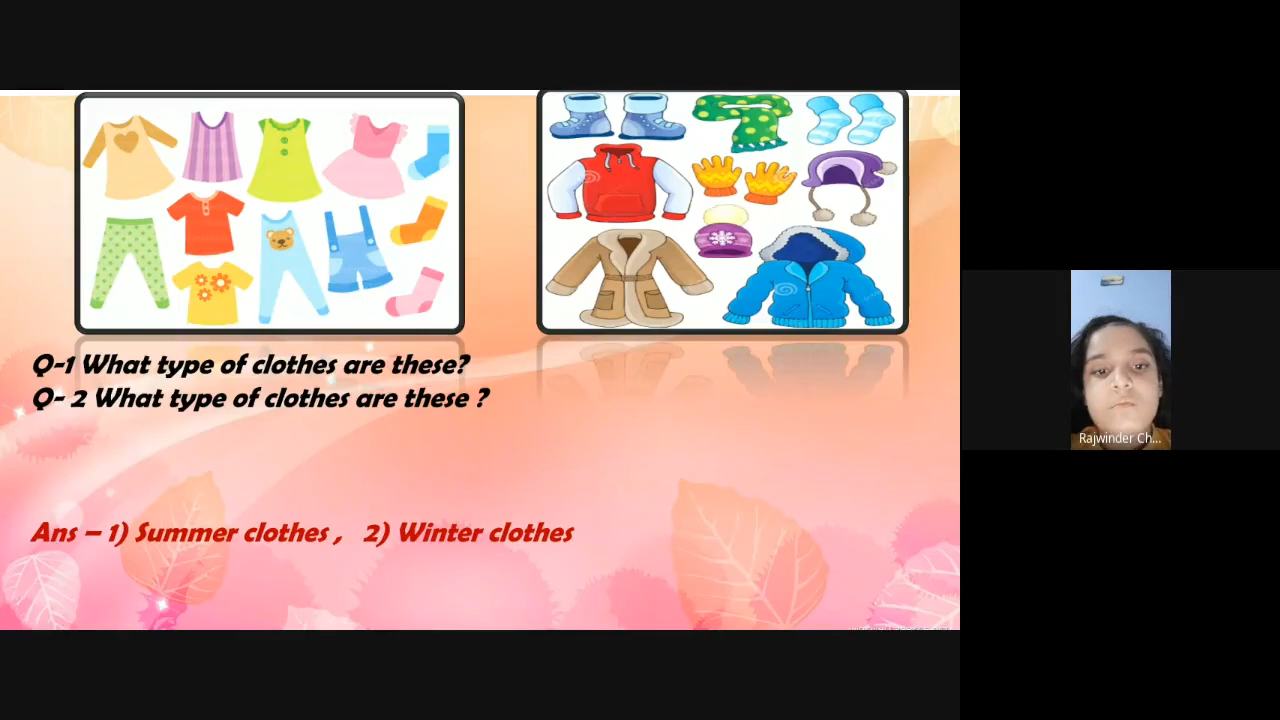 Q-1 What type of clothes are these?
Q- 2 What type of clothes are these ?
Ans – 1) Summer clothes ,   2) Winter clothes
Rajwinder Ch...